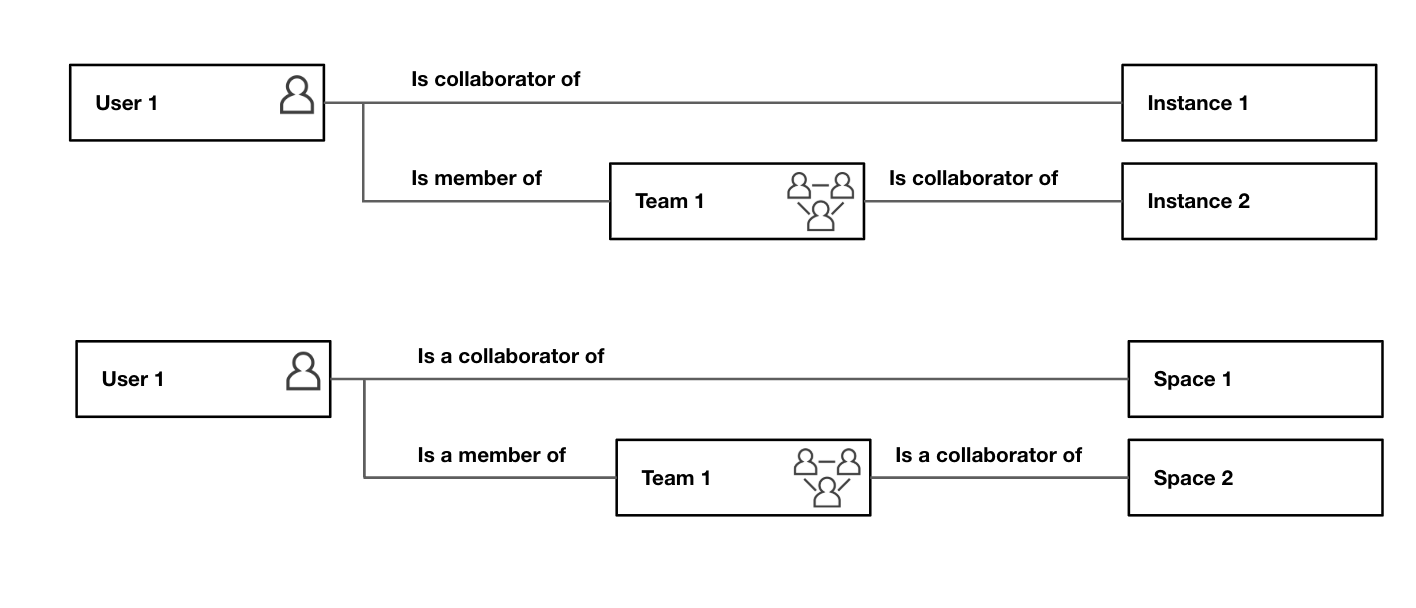 Is collaborator of
User 1
Instance 1
Is member of
Is collaborator of
Team 1
Instance 2
Is a collaborator of
User 1
Space 1
Is a member of
Is a collaborator of
Team 1
Space 2